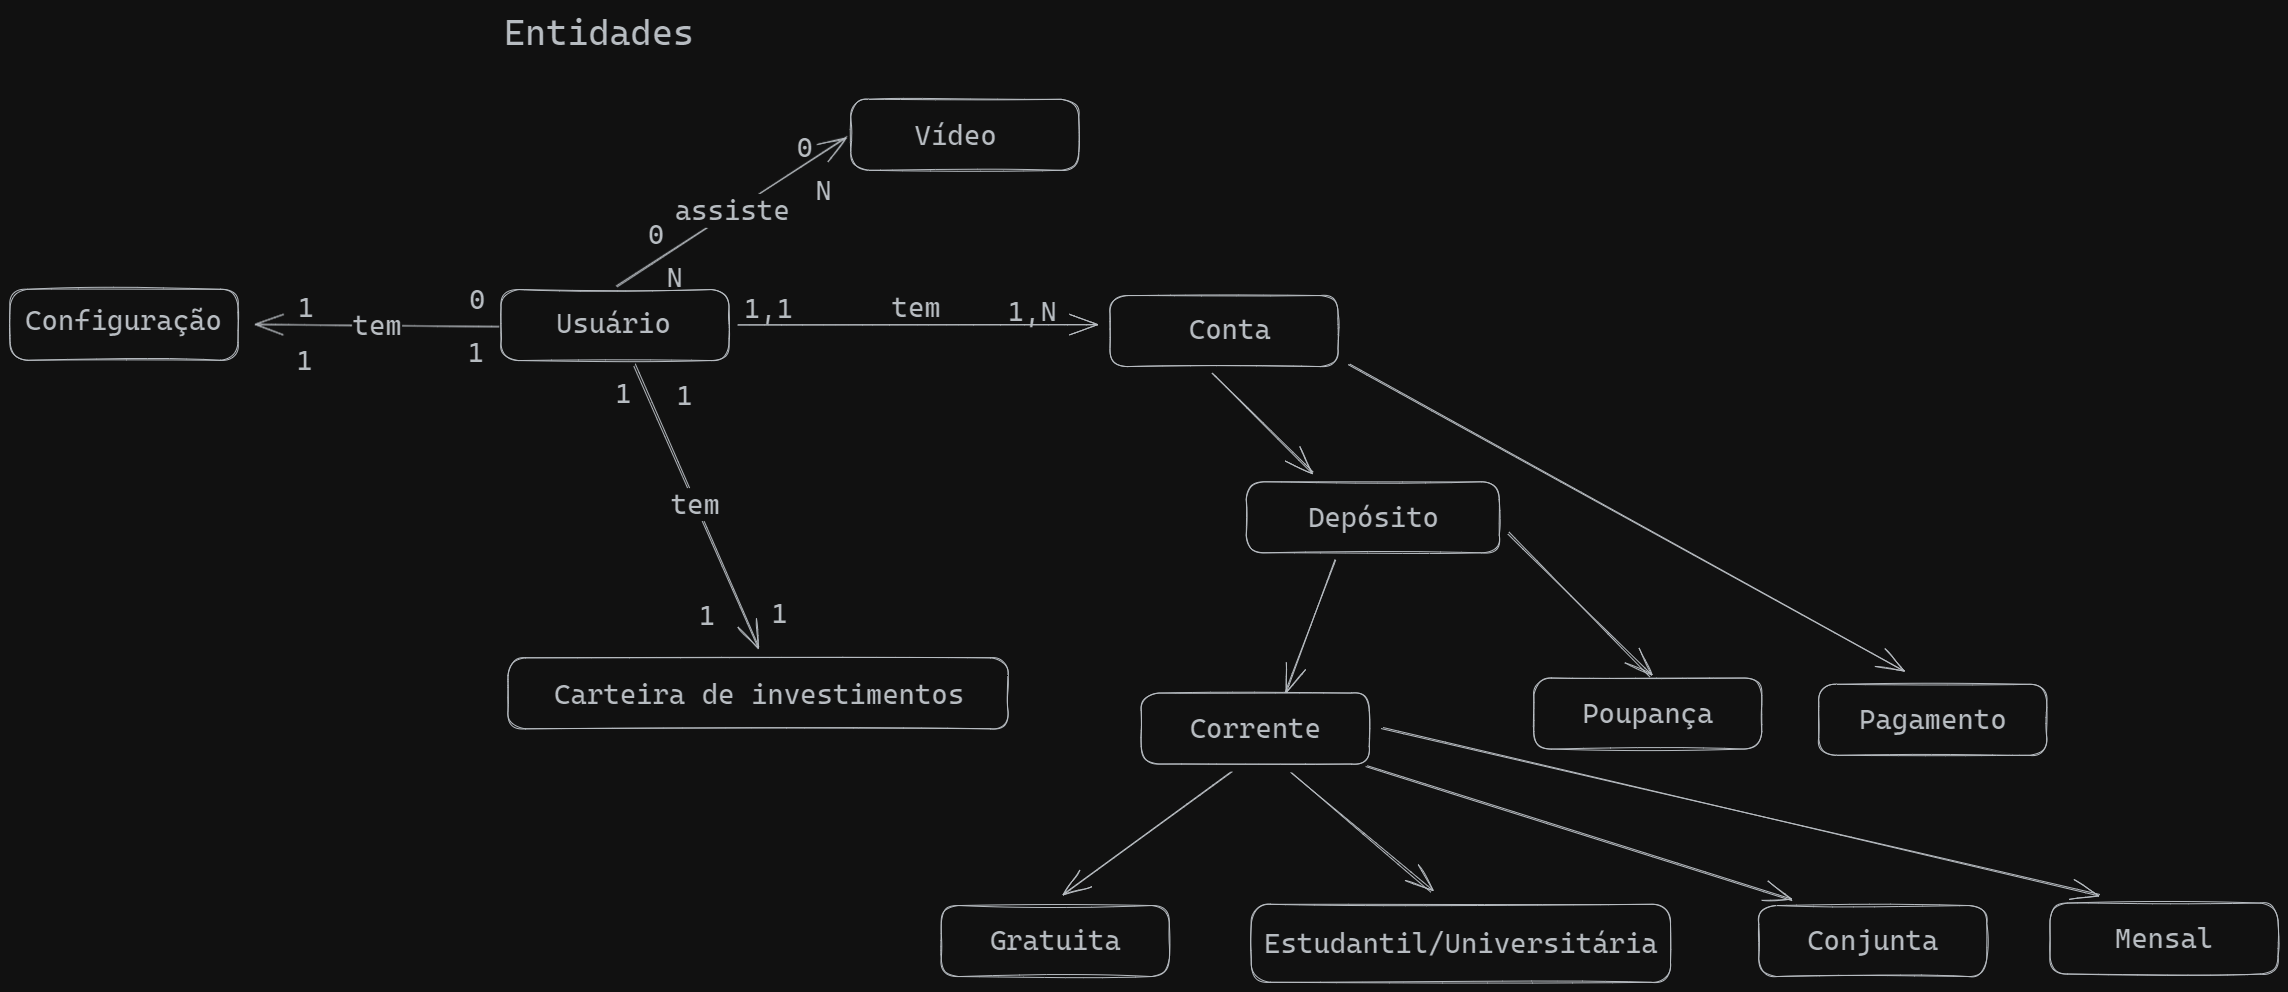 Entidades
Vídeo
0
N
assiste
0
N
Configuração
1
1
tem
0
1
Usuário
1,1
tem
1,N
Conta
1
1
tem
1
1
Carteira de investimentos
Depósito
Corrente
Poupança
Pagamento
Gratuita
Estudantil/Universitária
Conjunta
Mensal